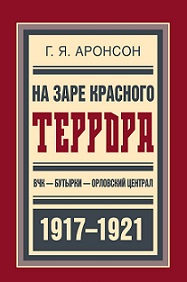 Г. Я. АРОНСОН
НА ЗАРЕ КРАСНОГО
ТЕРРОРА
ВЧК — БУТЫРКИ — ОРЛОВСКИЙ ЦЕНТРАЛ
1917–1921